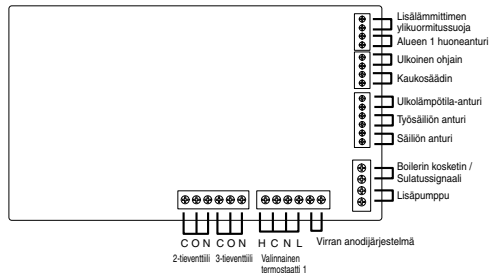 Lisälämmittimen
ylikuormitussuoja
Alueen 1 huoneanturi
Ulkoinen ohjain
Kaukosäädin
Ulkolämpötila-anturi
Työsäiliön anturi
Säiliön anturi
Boilerin kosketin /
Sulatussignaali
Lisäpumppu
C O N C O N H C N L
Virran anodijärjestelmä
2-tieventtiili 3-tieventtiili Valinnainen
termostaatti 1